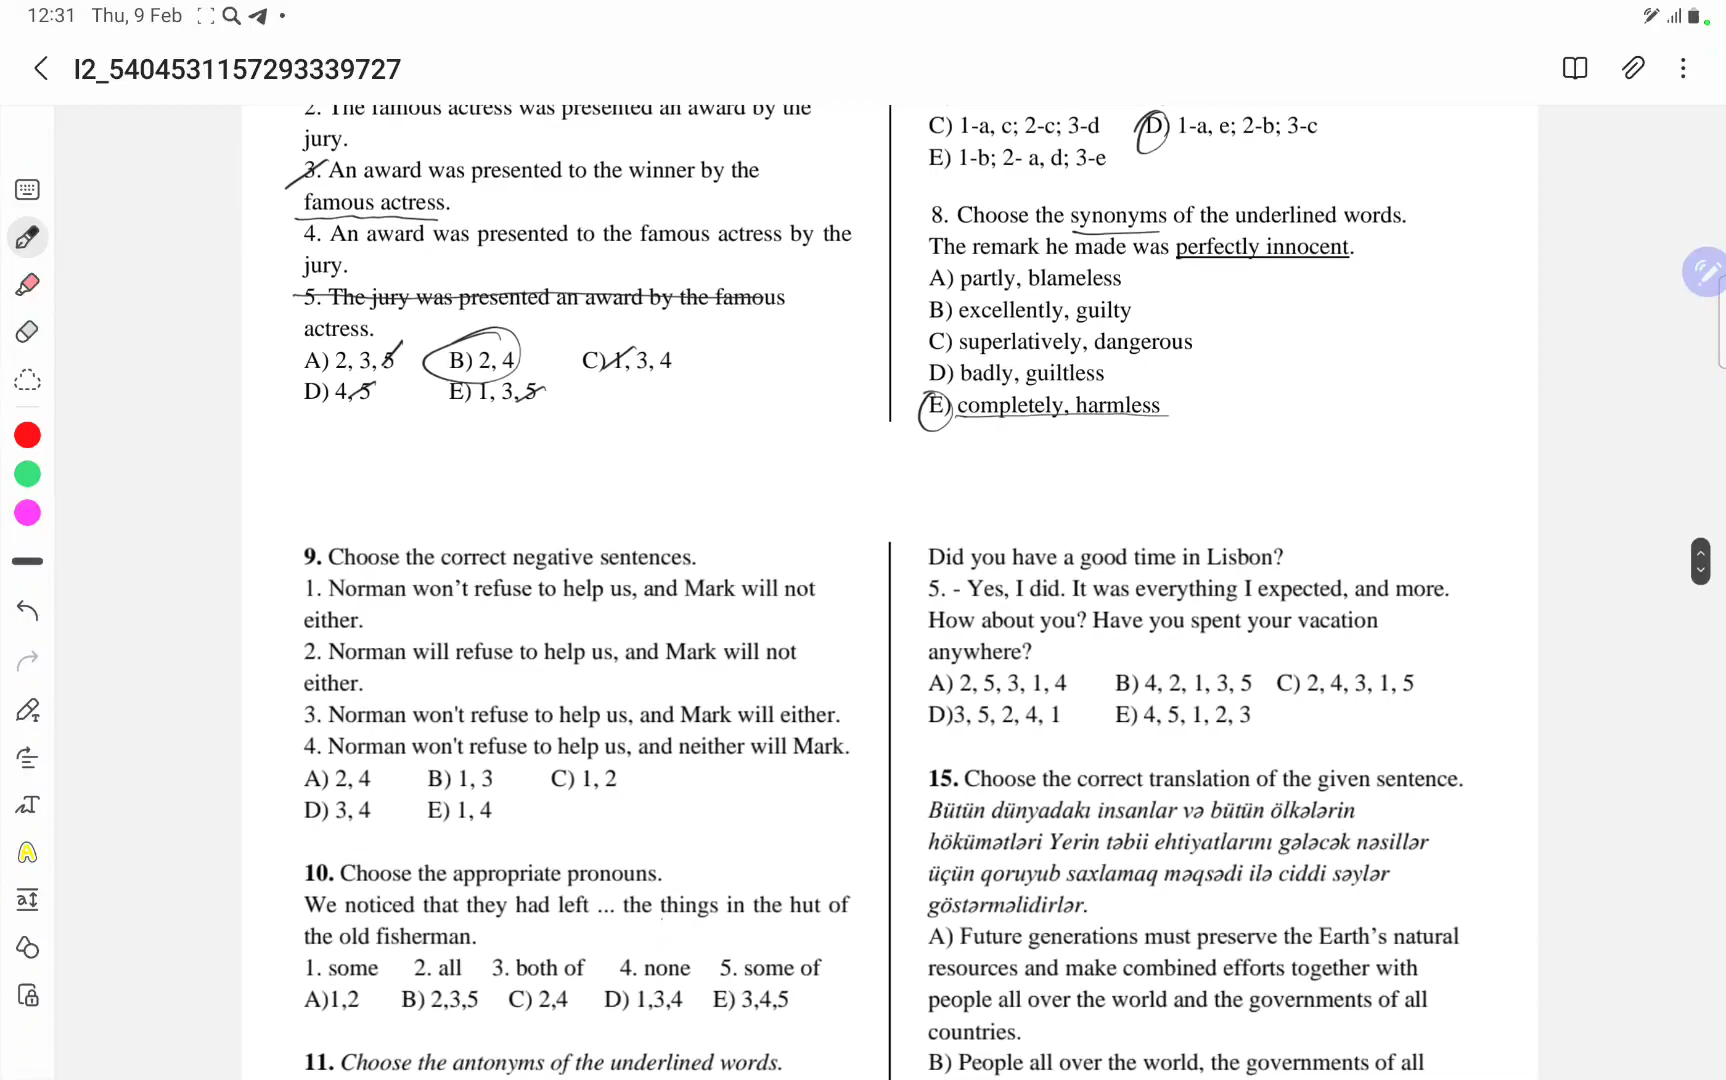 12:31 Thu, 9 Feb
I2_5404531157293339727
2. The famous actress was presented an award by the
jury.
3. An award was presented to the winner by the
famous actress.
4. An award was presented to the famous actress by the
jury.
5. The jury was presented an award by the famous
actress.
A) 2, 3, 5 B) 2, 4 C) 1, 3, 4
D) 4, 5 E) 1, 3, 5
9. Choose the correct negative sentences.
1. Norman won’t refuse to help us, and Mark will not
either.
2. Norman will refuse to help us, and Mark will not
either.
3. Norman won't refuse to help us, and Mark will either.
4. Norman won't refuse to help us, and neither will Mark.
A) 2, 4 B) 1, 3 C) 1, 2
D) 3, 4 E) 1, 4
10. Choose the appropriate pronouns.
We noticed that they had left ... the things in the hut of
the old fisherman.
1. some 2. all 3. both of 4. none 5. some of
A)1,2 B) 2,3,5 C) 2,4 D) 1,3,4 E) 3,4,5
11. Choose the antonyms of the underlined words.
C) 1-a, c; 2-c; 3-d D) 1-a, e; 2-b; 3-c
E) 1-b; 2- a, d; 3-e
8. Choose the synonyms of the underlined words.
The remark he made was perfectly innocent.
A) partly, blameless
B) excellently, guilty
C) superlatively, dangerous
D) badly, guiltless
E) completely, harmless
Did you have a good time in Lisbon?
5. - Yes, I did. It was everything I expected, and more.
How about you? Have you spent your vacation
anywhere?
A) 2, 5, 3, 1, 4 B) 4, 2, 1, 3, 5 C) 2, 4, 3, 1, 5
D)3, 5, 2, 4, 1 E) 4, 5, 1, 2, 3
15. Choose the correct translation of the given sentence.
Bütün dünyadakı insanlar və bütün ölkələrin
hökümətləri Yerin təbii ehtiyatlarını gələcək nəsillər
üçün qoruyub saxlamaq məqsədi ilə ciddi səylər
göstərməlidirlər.
A) Future generations must preserve the Earth’s natural
resources and make combined efforts together with
people all over the world and the governments of all
countries.
B) People all over the world, the governments of all